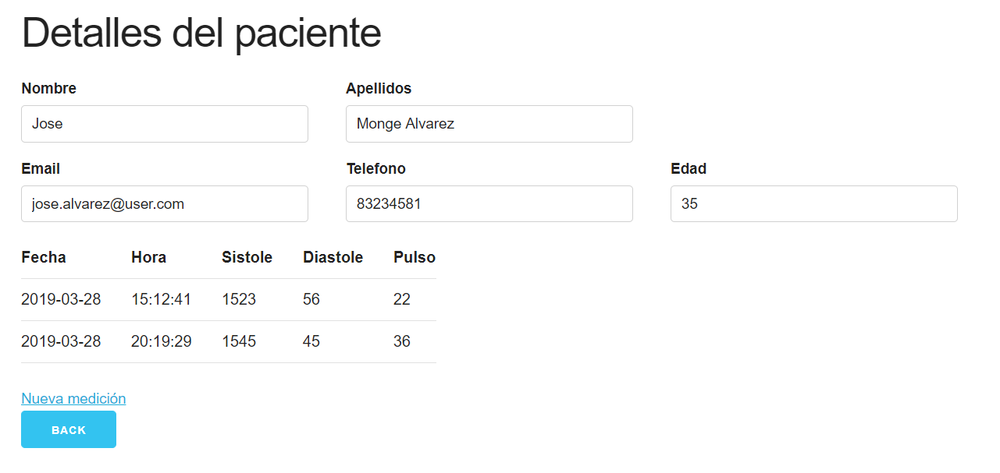 Detalles del paciente
Nombre Apellidos
Jose Monge Alvarez
Email Telefono Edad
jose.alvarez@user.com 83234581 35
Fecha Hora Sistole Diastole Pulso
2019-03-28 15:12:41 1523 56 22
2019-03-28 20:19:29 1545 45 36
Nueva medición
BACK